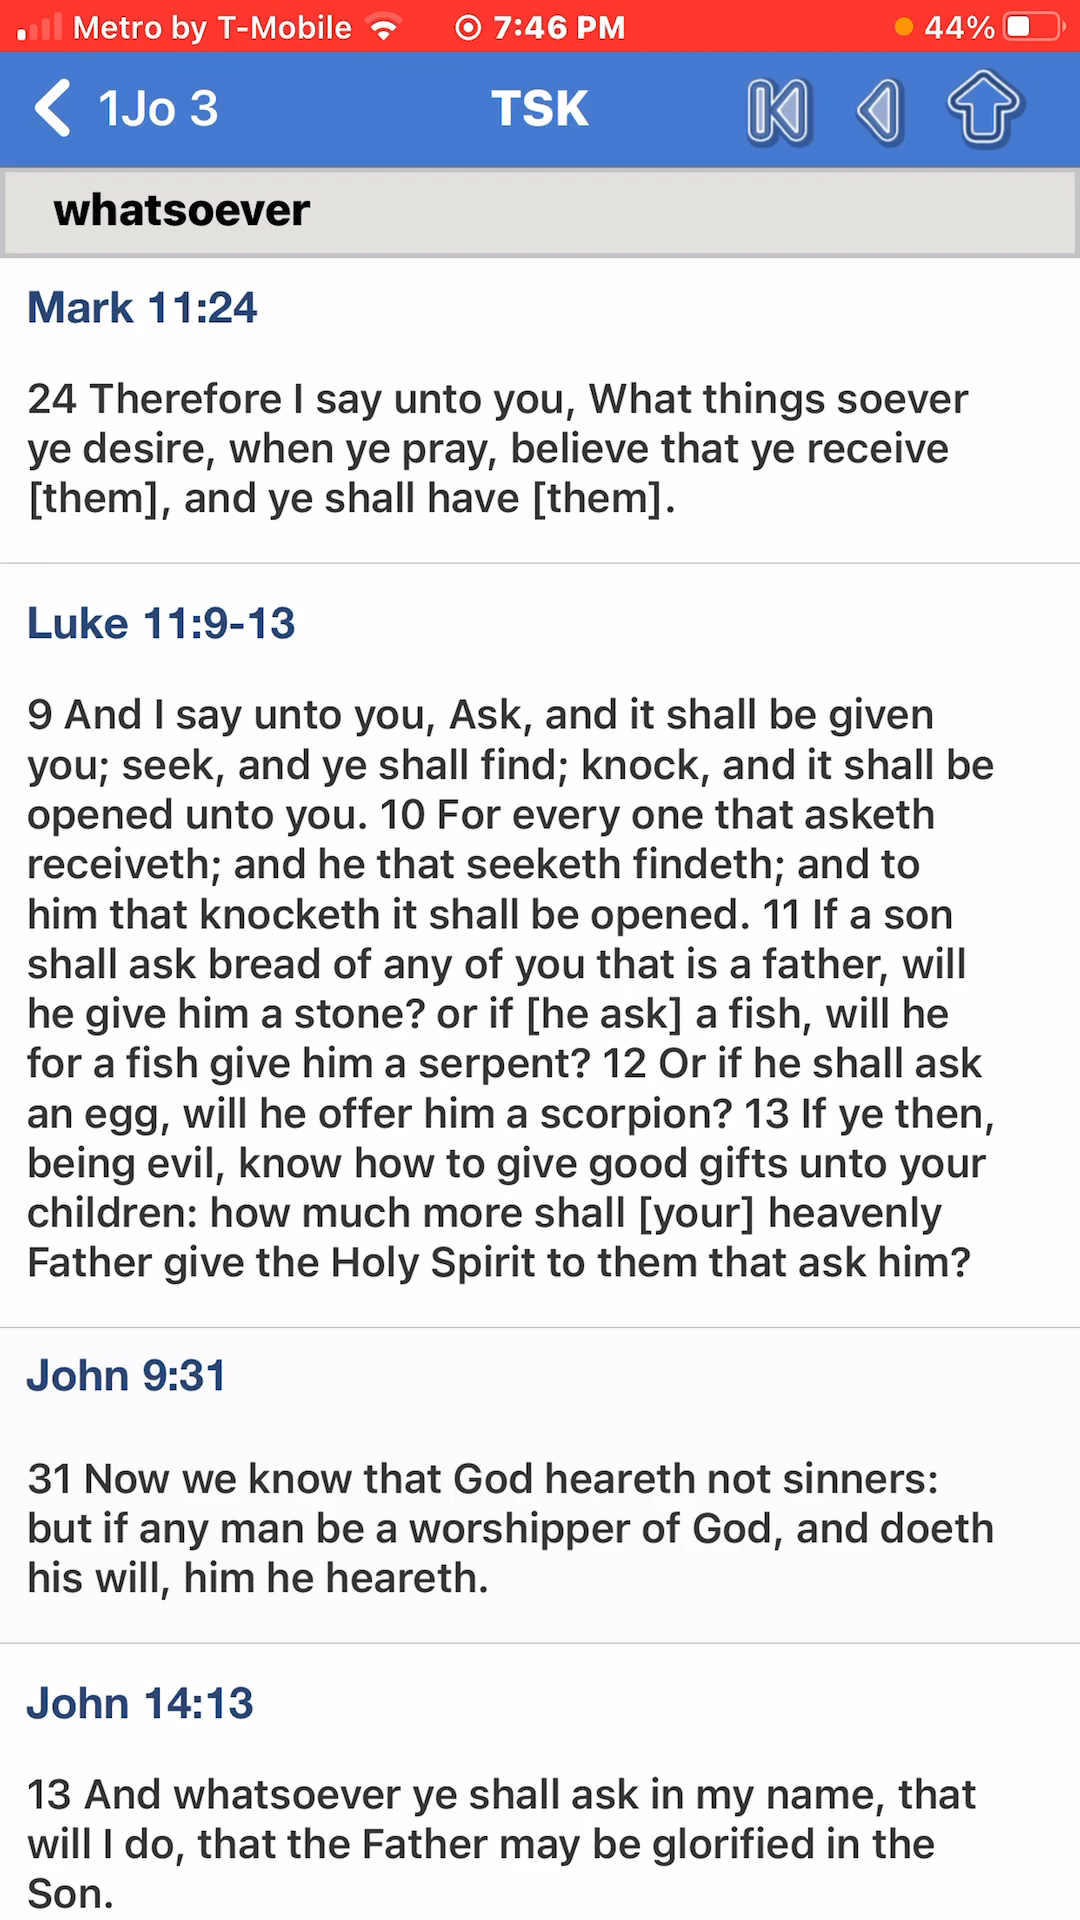 Metro by T-Mobile 7:46 PM 44%
1Jo 3 TSK
whatsoever
Mark 11:24
24 Therefore I say unto you, What things soever
ye desire, when ye pray, believe that ye receive
[them], and ye shall have [them].
Luke 11:9-13
9 And I say unto you, Ask, and it shall be given
you; seek, and ye shall find; knock, and it shall be
opened unto you. 10 For every one that asketh
receiveth; and he that seeketh findeth; and to
him that knocketh it shall be opened. 11 If a son
shall ask bread of any of you that is a father, will
he give him a stone? or if [he ask] a fish, will he
for a fish give him a serpent? 12 Or if he shall ask
an egg, will he offer him a scorpion? 13 If ye then,
being evil, know how to give good gifts unto your
children: how much more shall [your] heavenly
Father give the Holy Spirit to them that ask him?
John 9:31
31 Now we know that God heareth not sinners:
but if any man be a worshipper of God, and doeth
his will, him he heareth.
John 14:13
13 And whatsoever ye shall ask in my name, that
will I do, that the Father may be glorified in the
Son.